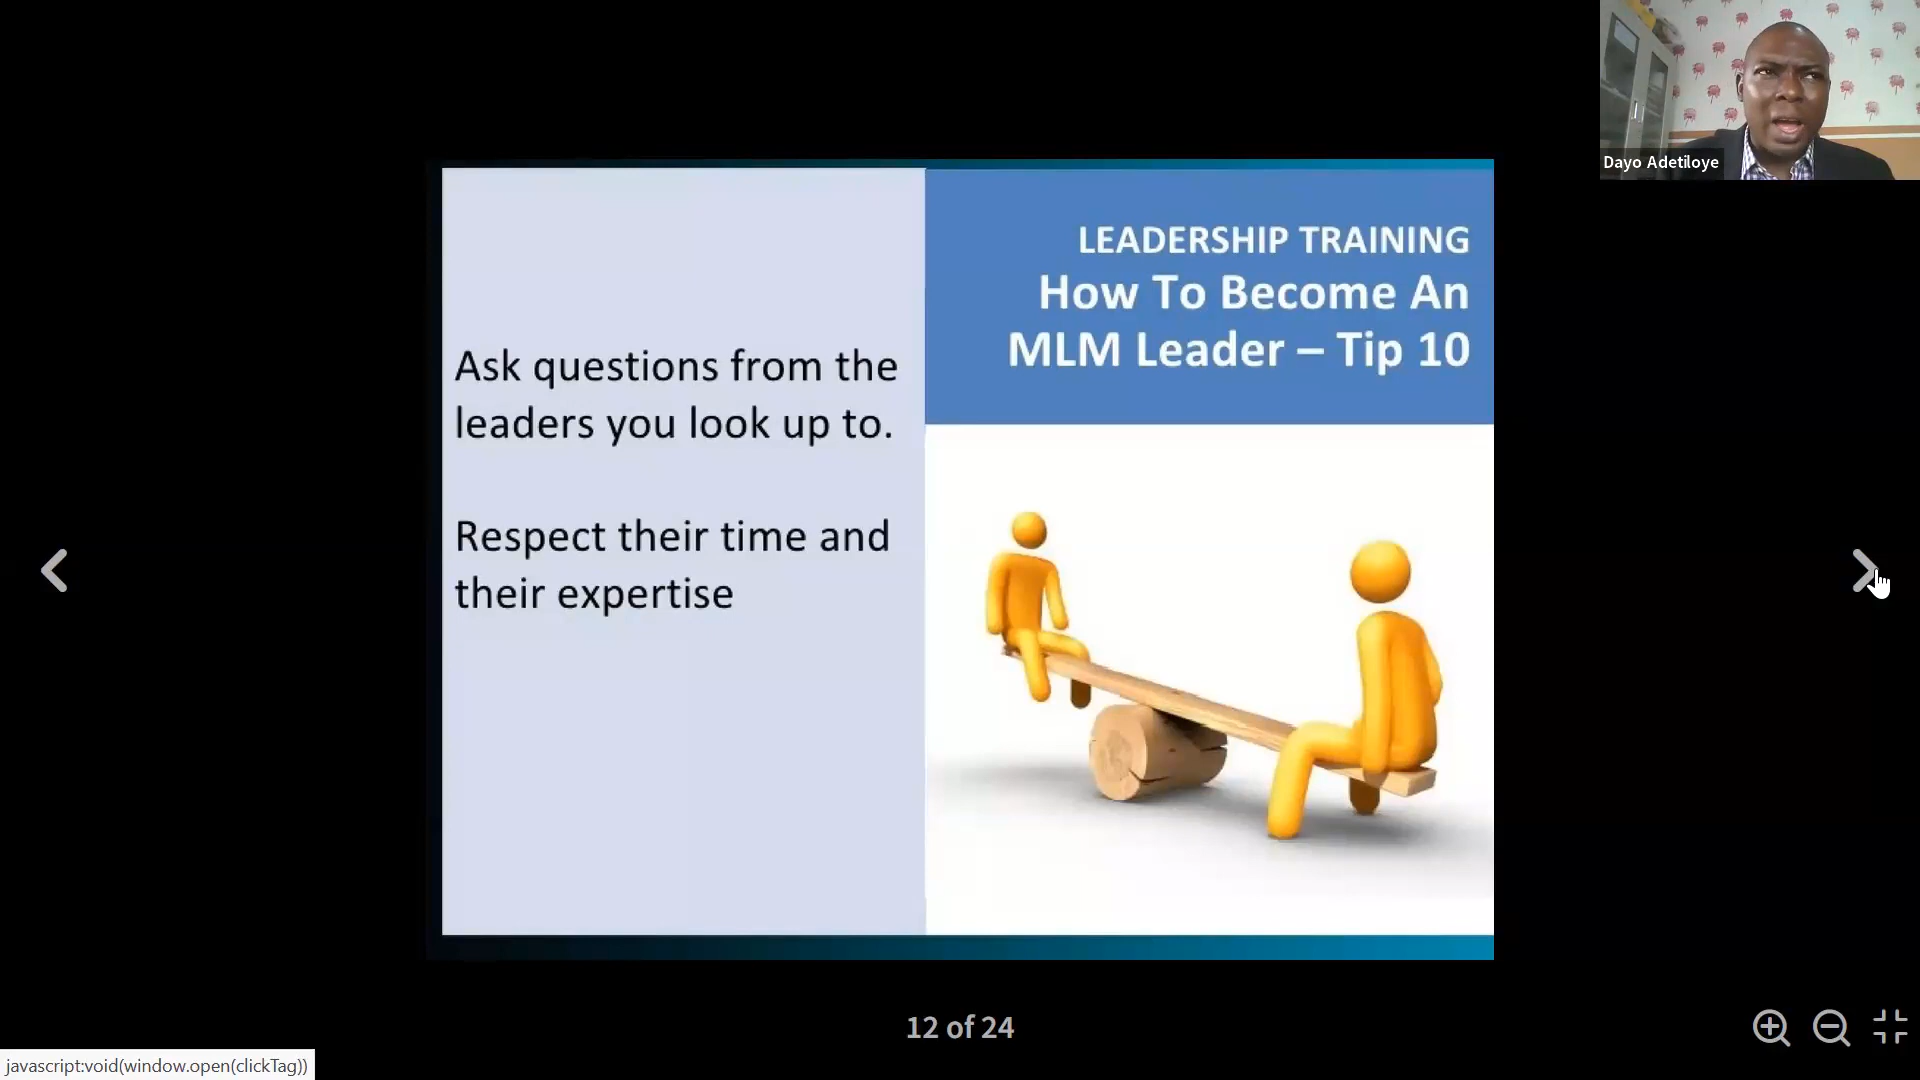 Dayo Adetiloye
LEADERSHIP TRAINING
How To Become An
MLM Leader – Tip 10
Ask questions from the
leaders you look up to.
Respect their time and
their expertise
12 of 24
javascript:void(window.open(clickTag))